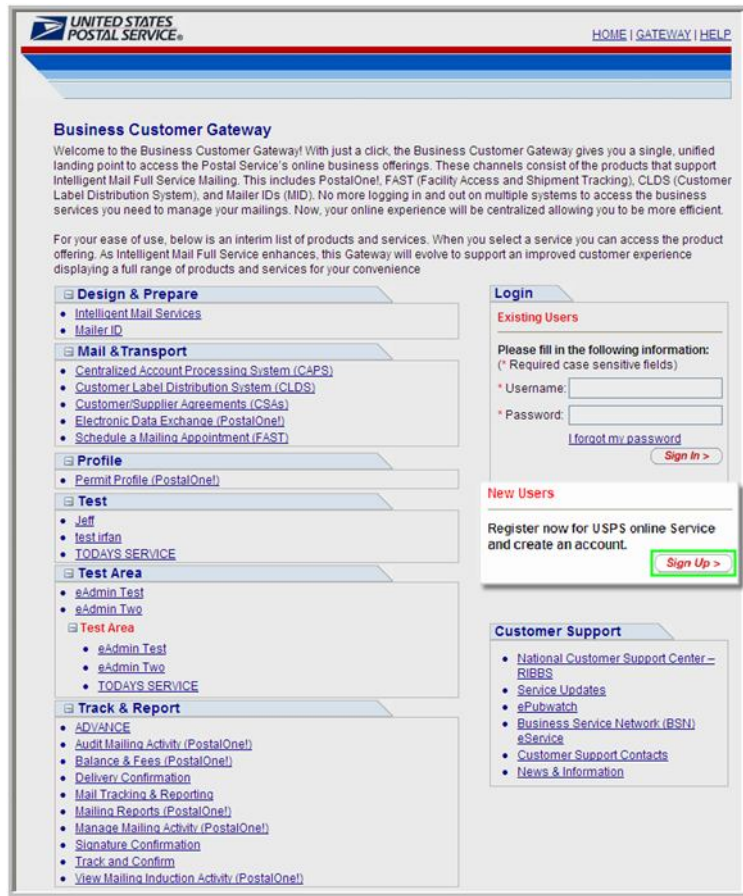 UNITED STATES
POSTAL SERVICE®
HOME | GATEWAY | HELP
Business Customer Gateway
Welcome to the Business Customer Gateway! With just a click, the Business Customer Gateway gives you a single, unified
landing point to access the Postal Service's online business offerings. These channels consist of the products that support
Intelligent Mail Full Service Mailing. This includes PostalOne!, FAST (Facility Access and Shipment Tracking), CLDS (Customer
Label Distribution System), and Mailer IDs (MID). No more logging in and out on multiple systems to access the business
services you need to manage your mailings. Now, your online experience will be centralized allowing you to be more efficient.
For your ease of use, below is an interim list of products and services. When you select a service you can access the product
offering. As Intelligent Mail Full Service enhances, this Gateway will evolve to support an improved customer experience
displaying a full range of products and services for your convenience
Design & Prepare
Intelligent Mail Services
Mailer ID
Mail &Transport
Centralized Account Processing System (CAPS)
Customer Label Distribution System (CLDS)
Customer/Supplier Agreements (CSAs)
Electronic Data Exchange (PostalOne!)
Schedule a Mailing Appointment (FAST)
Profile
Permit Profile (PostalOne!)
Test
Jeff
test irfan
TODAYS SERVICE
Test Area
eAdmin Test
eAdmin Two
Test Area
eAdmin Test
eAdmin Two
TODAYS SERVICE
Track & Report
ADVANCE
Audit Mailing Activity (PostalOne!)
Balance & Fees (PostalOne!)
Delivery Confirmation
Mail Tracking & Reporting
Mailing Reports (PostalOne!)
Manage Mailing Activity (PostalOne!)
Signature Confirmation
Track and Confirm
View Mailing Induction Activity (PostalOne!)
Login
Existing Users
Please fill in the following information:
(* Required case sensitive fields)
* Username:
* Password:
I forgot my password
Sign In >
New Users
Register now for USPS online Service
and create an account.
Sign Up >
Customer Support
National Customer Support Center –
RIBBS
Service Updates
ePubwatch
Business Service Network (BSN)
eService
Customer Support Contacts
News & Information